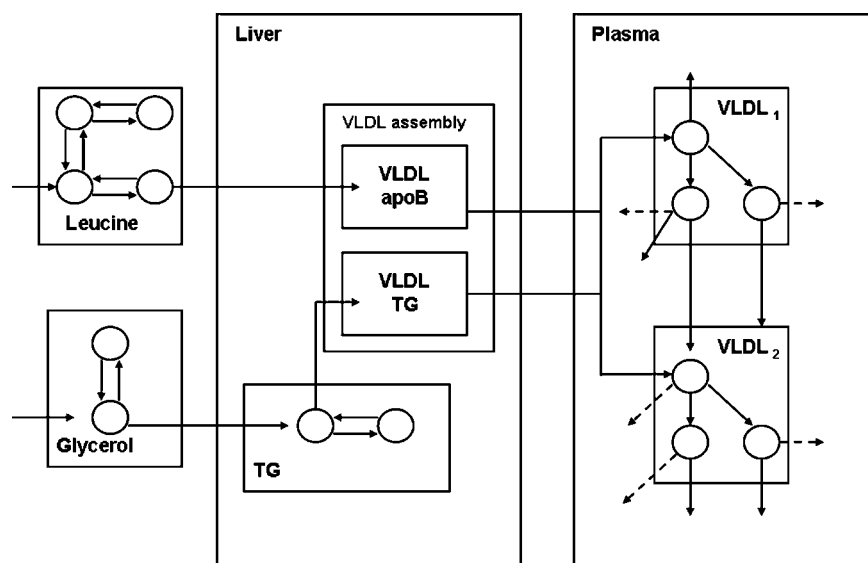 Liver
Plasma
VLDL 1
VLDL assembly
VLDL
apoB
Leucine
VLDL
TG
VLDL 2
Glycerol
TG